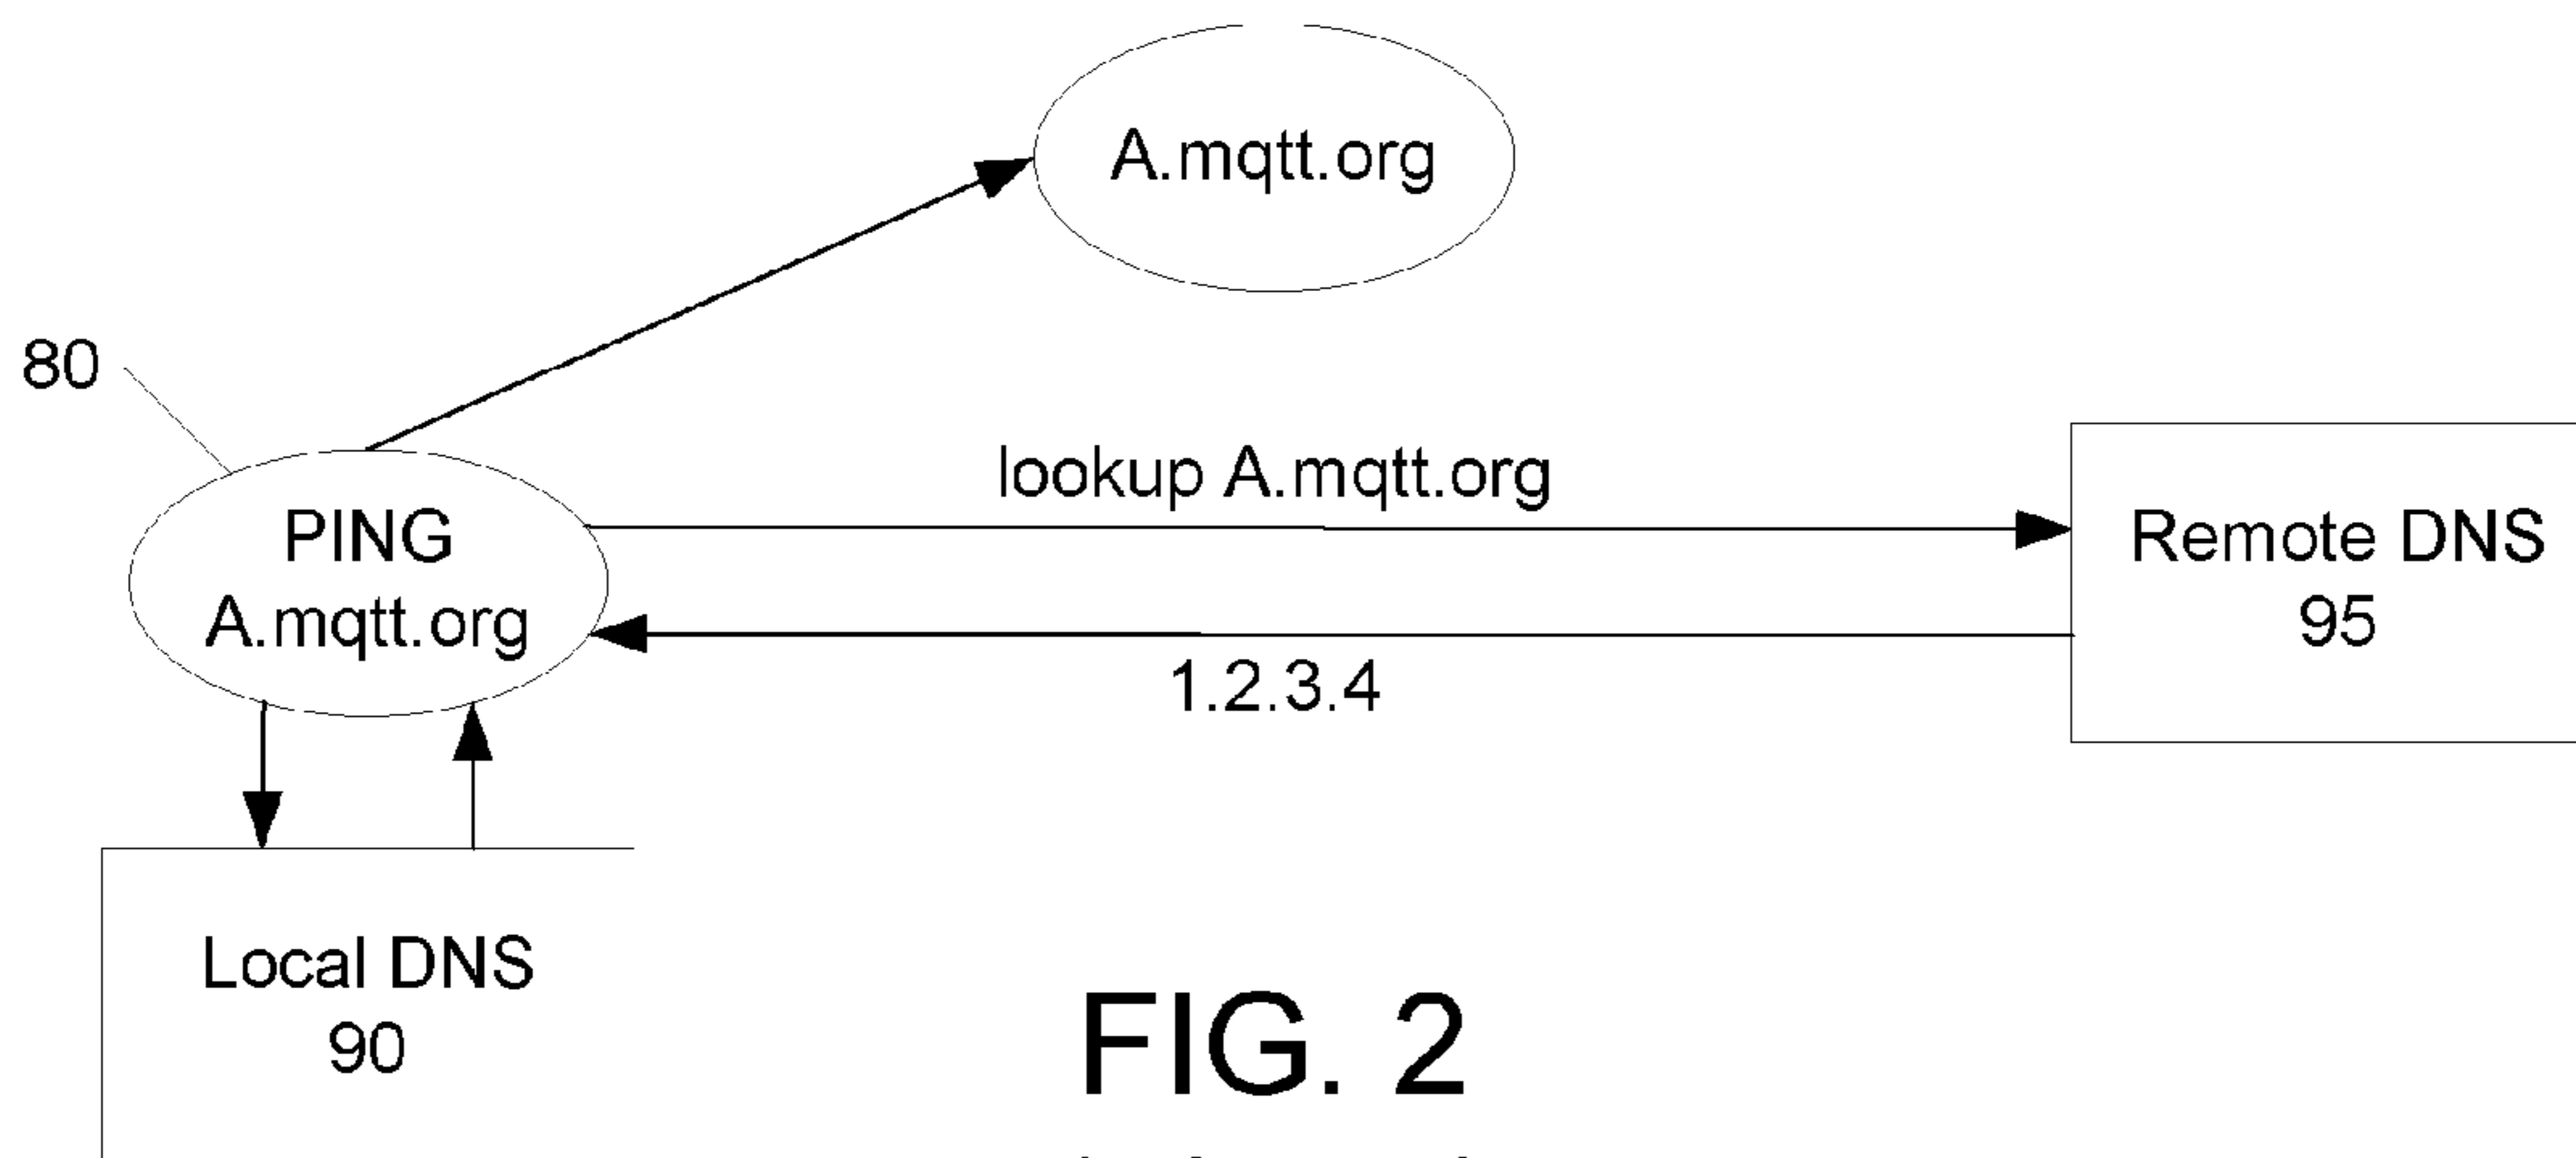 A.mqtt.org
80
lookup A.mqtt.org
PING
A.mqtt.org
Remote DNS
95
1.2.3.4
Local DNS
90
FIG. 2